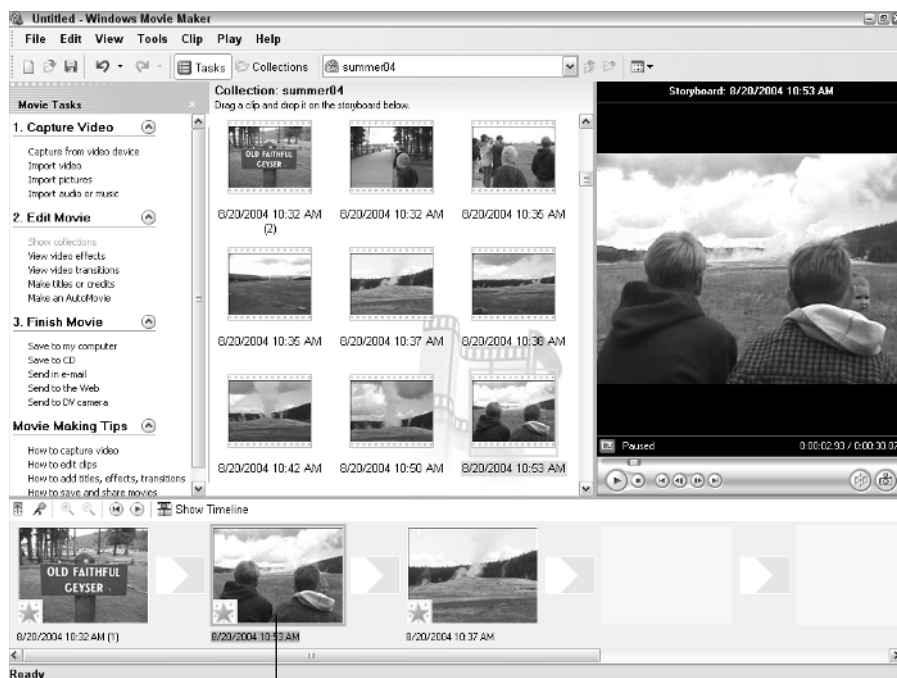 Untitled - Windows Movie Maker
File Edit View Tools Clip Play Help
Tasks Collections summer04
Movie Tasks
1. Capture Video
Capture from video device
Import video
Import pictures
Import audio or music
2. Edit Movie
Show collections
View video effects
View video transitions
Make titles or credits
Make an AutoMovie
3. Finish Movie
Save to my computer
Save to CD
Send in e-mail
Send to the Web
Send to DV camera
Movie Making Tips
How to capture video
How to edit clips
How to add titles, effects, transitions
How to save and share movies
Collection: summer04
Drag a clip and drop it on the storyboard below.
OLD FAITHFUL
GEYSER
8/20/2004 10:32 AM
(2)
8/20/2004 10:32 AM
8/20/2004 10:35 AM
8/20/2004 10:35 AM
8/20/2004 10:37 AM
8/20/2004 10:38 AM
8/20/2004 10:42 AM
8/20/2004 10:50 AM
8/20/2004 10:53 AM
Storyboard: 8/20/2004 10:53 AM
Paused
0:00:02.93 / 0:00:30.07
Show Timeline
OLD FAITHFUL
GEYSER
8/20/2004 10:32 AM (1)
8/20/2004 10:53 AM
8/20/2004 10:37 AM
Ready